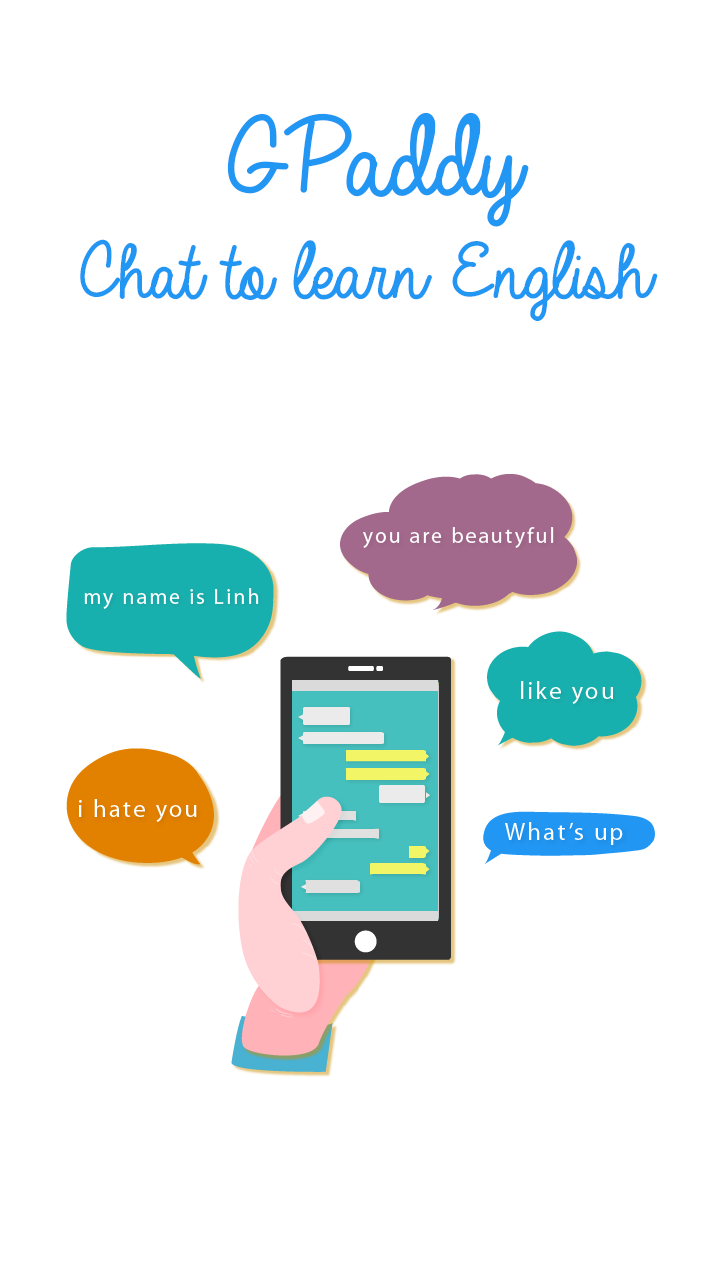 GPaddy
Chat to learn English
you are beautyful
my name is Linh
like you
i hate you
What's up